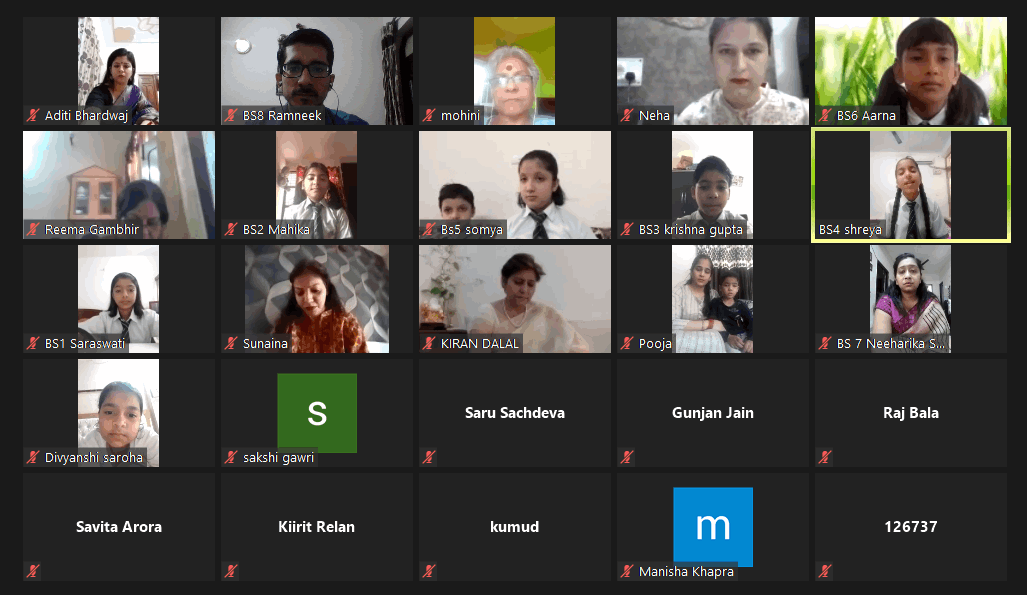 Aditi Bhardwaj
BS8 Ramneek
mohini
Neha
BS6 Aarna
Reema Gambhir
BS2 Mahika
Bs5 somya
BS3 krishna gupta
BS4 shreya
BS1 Saraswati
Sunaina
KIRAN DALAL
Pooja
BS 7 Neeharika S...
Divyanshi saroha
s
sakshi gawri
Saru Sachdeva
Gunjan Jain
Raj Bala
Savita Arora
Kiirit Relan
kumud
m
Manisha Khapra
126737